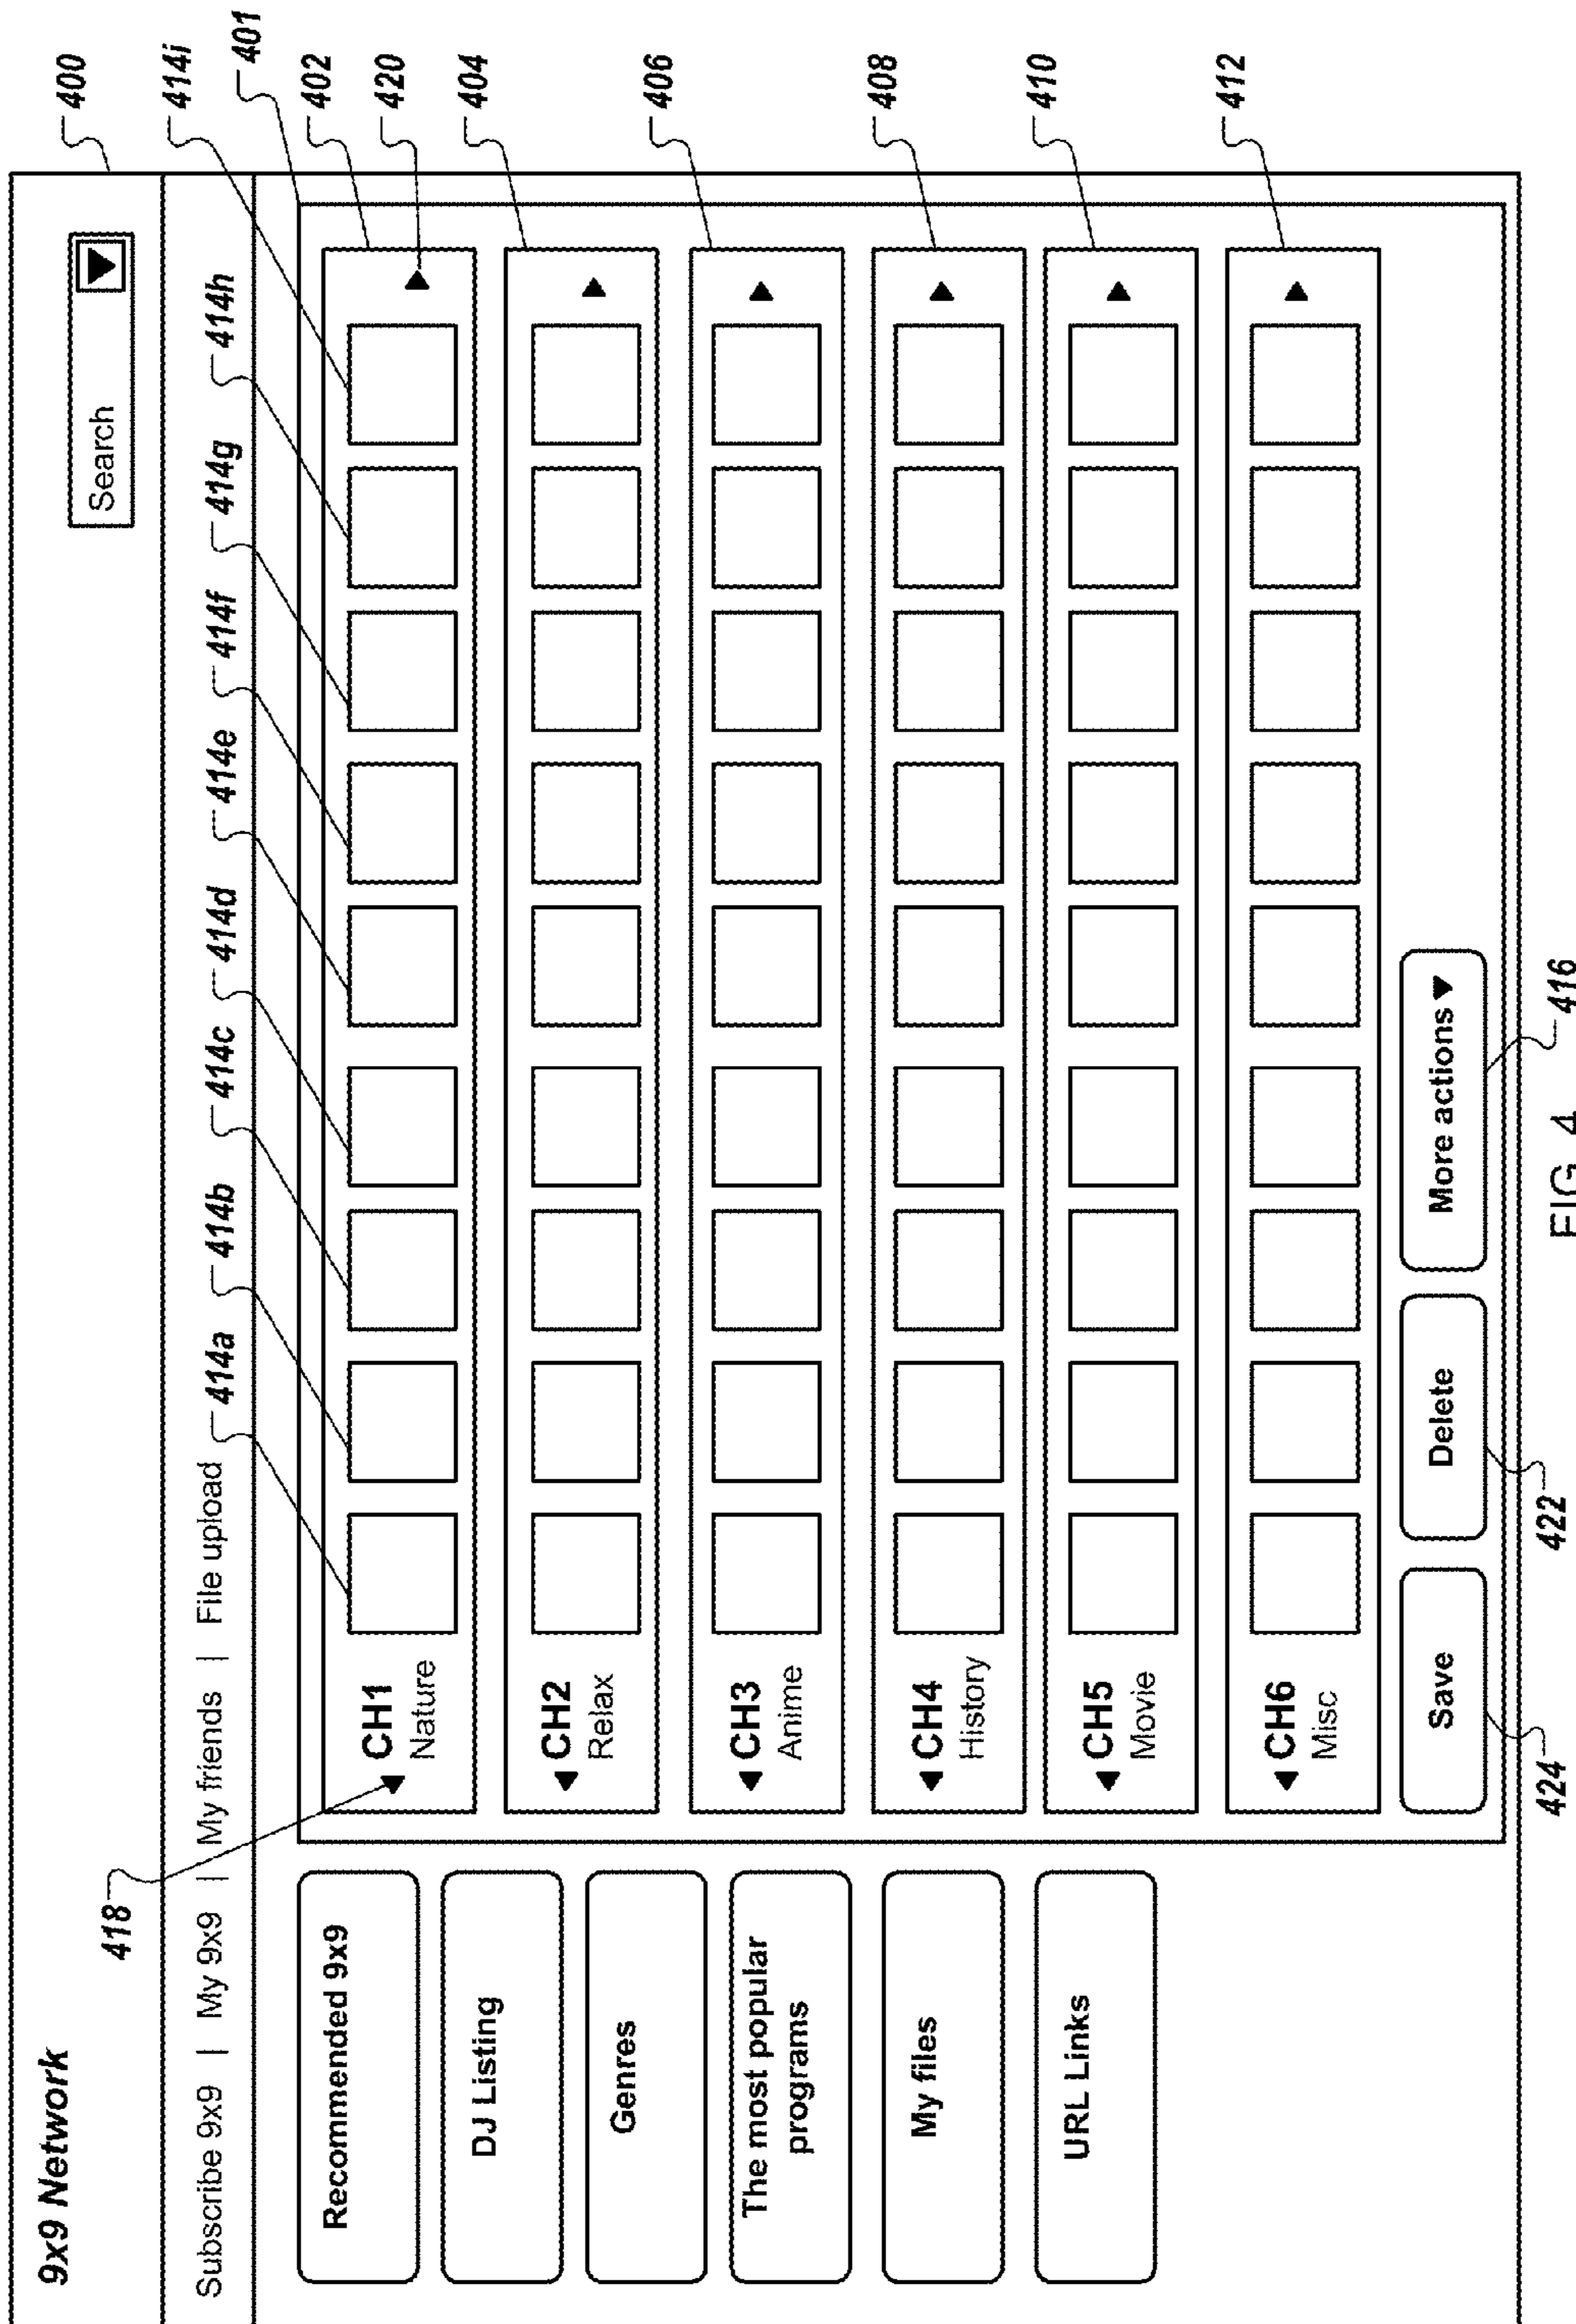 9x9 Network
Search
400
Subscribe 9x9 | My 9x9 | My friends | File upload
418
414a
414b
414c
414d
414e
414f
414g
414h
414i
401
Recommended 9x9
DJ Listing
Genres
The most popular
programs
My files
URL Links
CH1
Nature
402
420
CH2
Relax
404
CH3
Anime
406
CH4
History
408
CH5
Movie
410
CH6
Misc
412
Save
Delete
More actions
424
422
416
FIG. 4